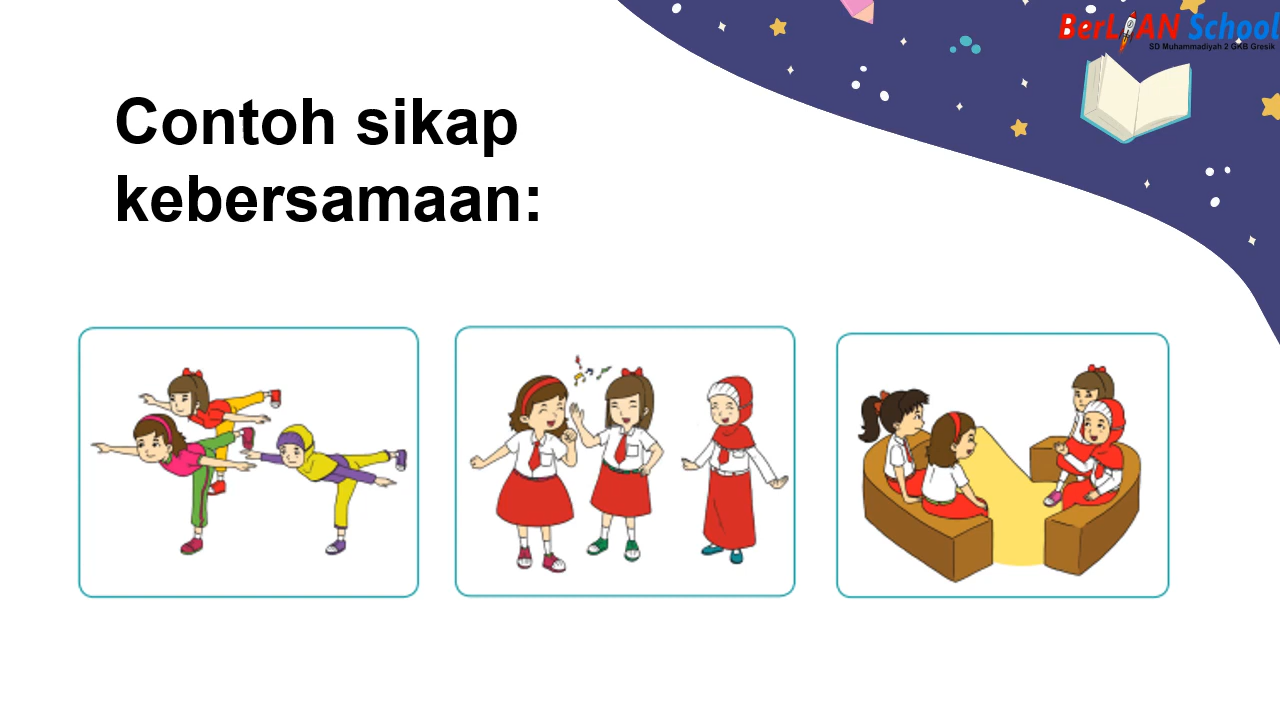 BerLIAN School
SD Muhammadiyah 2 GKB Gresik
Contoh sikap
kebersamaan: